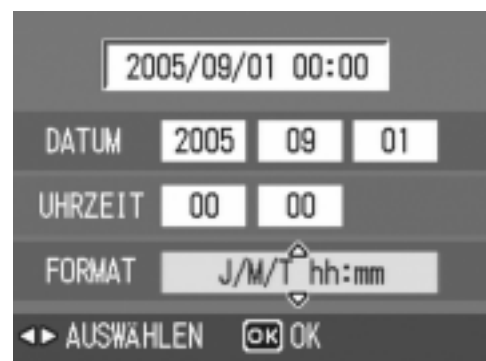 2005/09/01 00:00
DATUM 2005 09 01
UHRZEIT 00 00
FORMAT J/M/T hh:mm
AUSWÄHLEN OK OK